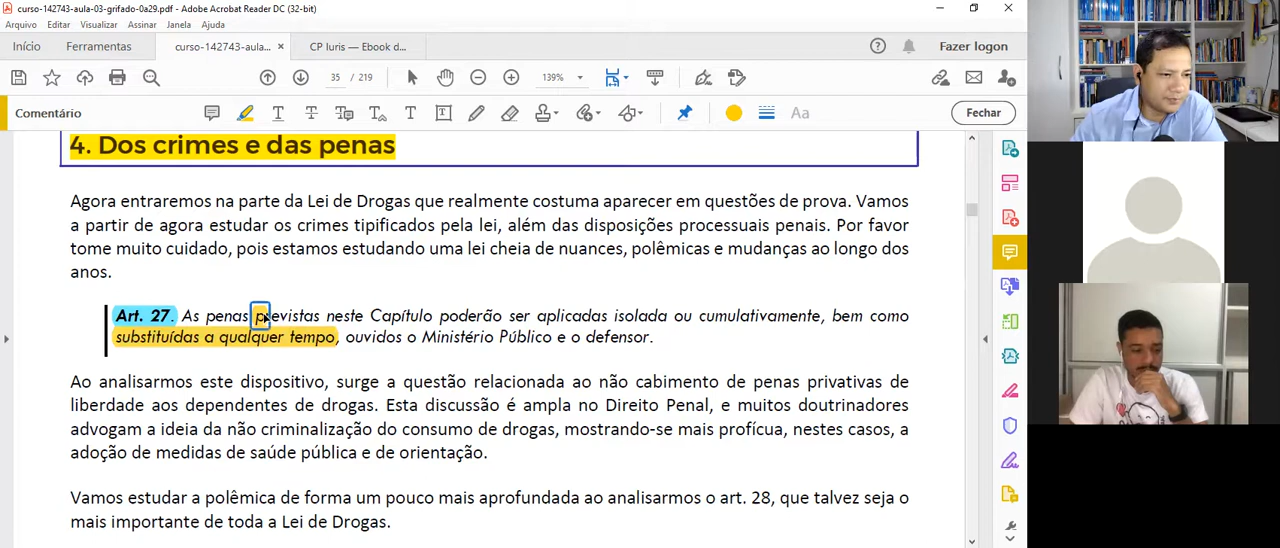 curso-142743-aula-03-grifado-0a29.pdf - Adobe Acrobat Reader DC (32-bit)
Arquivo Editar Visualizar Assinar Janela Ajuda
Início Ferramentas curso-142743-aula... × CP Iuris — Ebook d... Fazer logon
35 / 219 139%
Comentário Aa Fechar
4. Dos crimes e das penas
Agora entraremos na parte da Lei de Drogas que realmente costuma aparecer em questões de prova. Vamos
a partir de agora estudar os crimes tipificados pela lei, além das disposições processuais penais. Por favor
tome muito cuidado, pois estamos estudando uma lei cheia de nuances, polêmicas e mudanças ao longo dos
anos.
Art. 27. As penas previstas neste Capítulo poderão ser aplicadas isolada ou cumulativamente, bem como
substituídas a qualquer tempo, ouvidos o Ministério Público e o defensor.
Ao analisarmos este dispositivo, surge a questão relacionada ao não cabimento de penas privativas de
liberdade aos dependentes de drogas. Esta discussão é ampla no Direito Penal, e muitos doutrinadores
advogam a ideia da não criminalização do consumo de drogas, mostrando-se mais profícua, nestes casos, a
adoção de medidas de saúde pública e de orientação.
Vamos estudar a polêmica de forma um pouco mais aprofundada ao analisarmos o art. 28, que talvez seja o
mais importante de toda a Lei de Drogas.